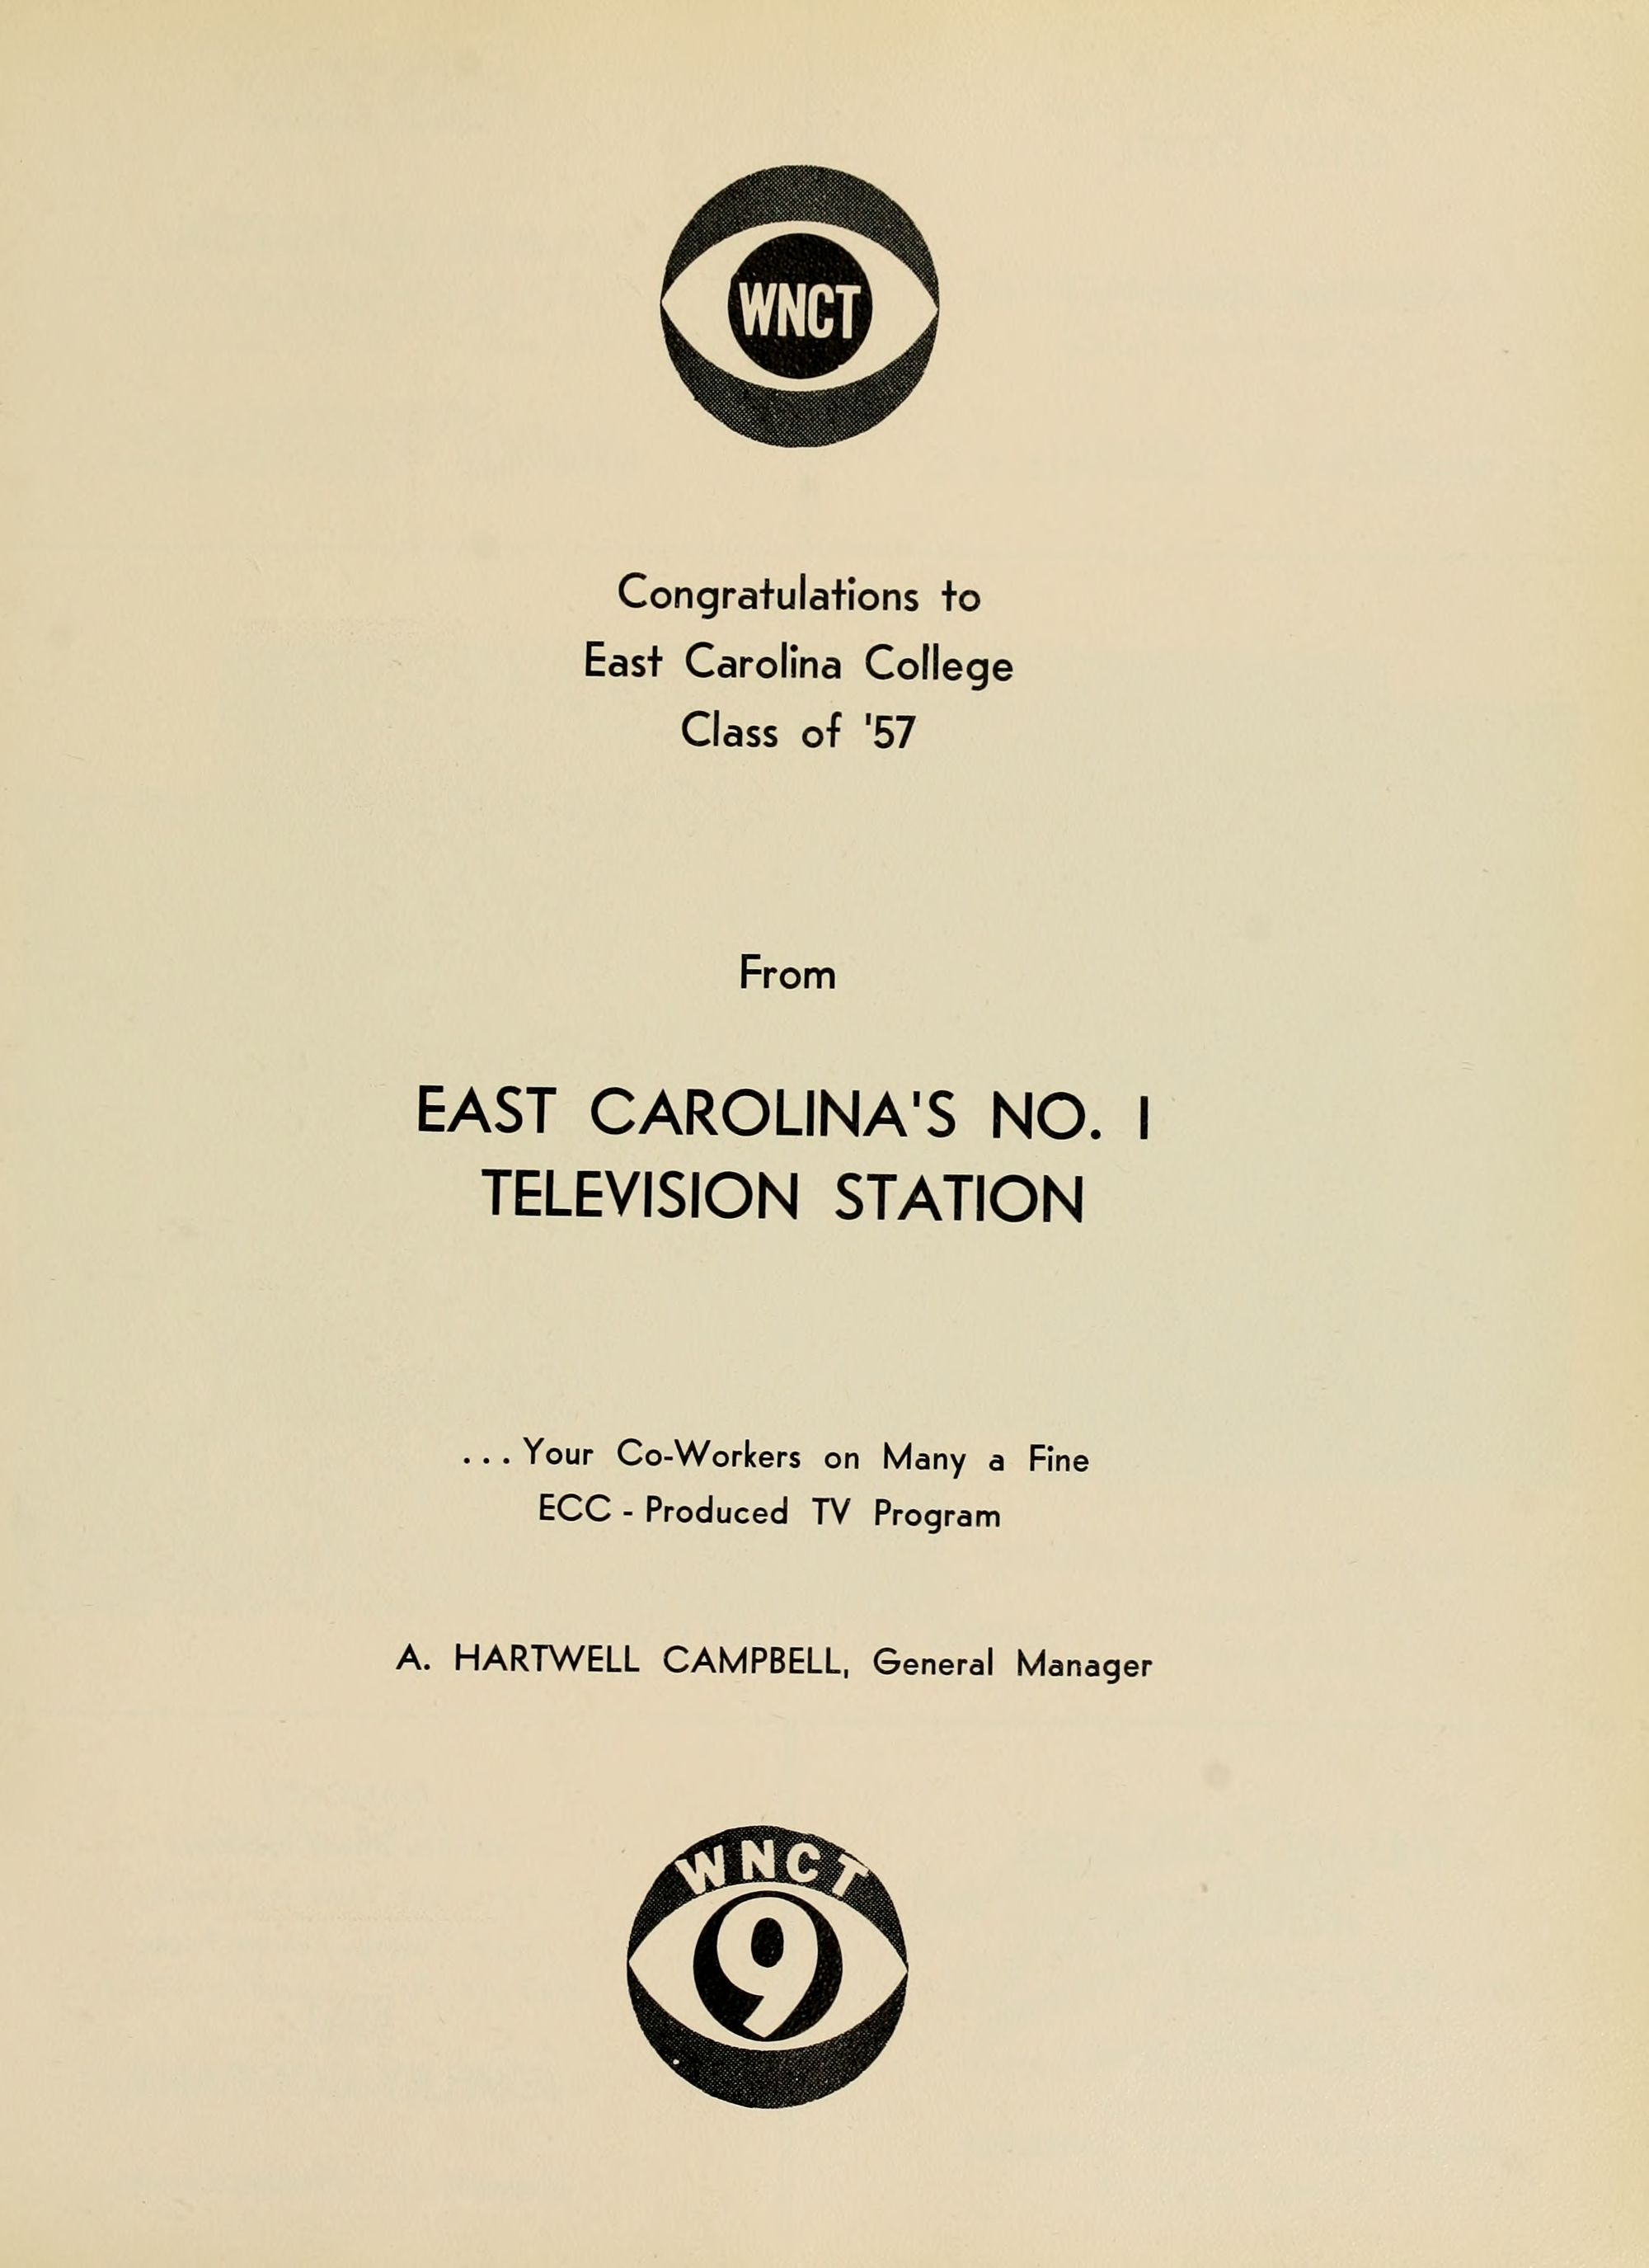 WNCT
Congratulations to
East Carolina College
Class of '57
From
EAST CAROLINA'S NO. 1
TELEVISION STATION
...Your Co-Workers on Many a Fine
ECC - Produced TV Program
A. HARTWELL CAMPBELL, General Manager
WNCT
9